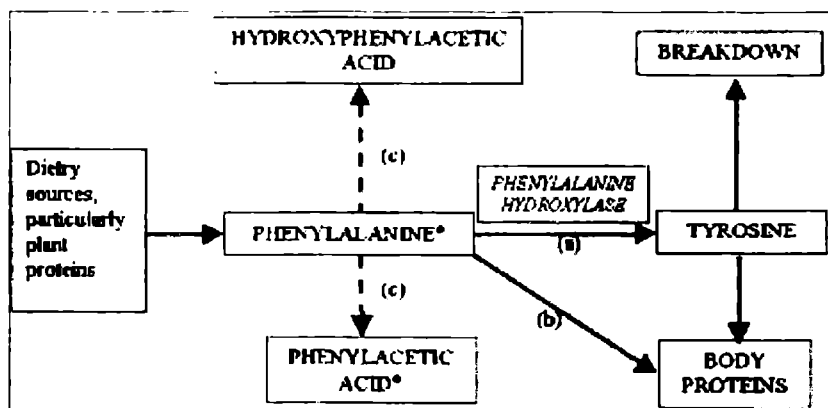 HYDROXYPHENYLACETIC
ACID
BREAKDOWN
(c)
Dietry
sources,
particularly
plant
proteins
PHENYLALANINE
HYDROXYLASE
PHENYLALANINE*
TYROSINE
(a)
(c)
(b)
PHENYLACETIC
ACID*
BODY
PROTEINS